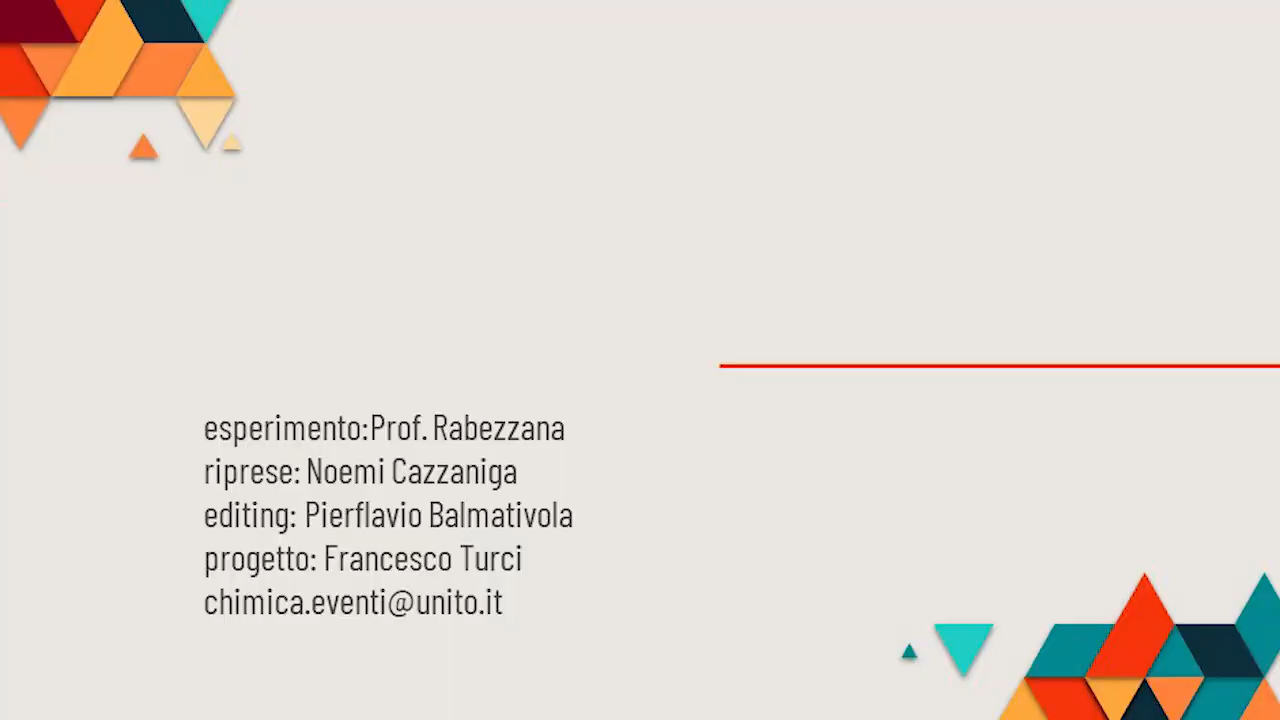 esperimento:Prof. Rabezzana
riprese: Noemi Cazzaniga
editing: Pierflavio Balmativola
progetto: Francesco Turci
chimica.eventi@unito.it